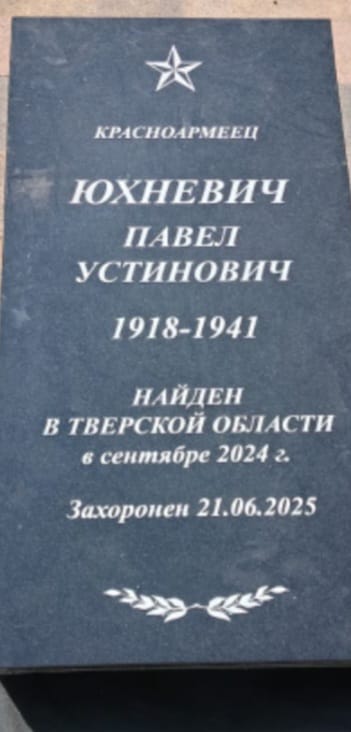 КРАСНОАРМЕЕЦ
ЮХНЕВИЧ
ПАВЕЛ
УСТИНОВИЧ
1918-1941
НАЙДЕН
В ТВЕРСКОЙ ОБЛАСТИ
в сентябре 2024 г.
Захоронен 21.06.2025